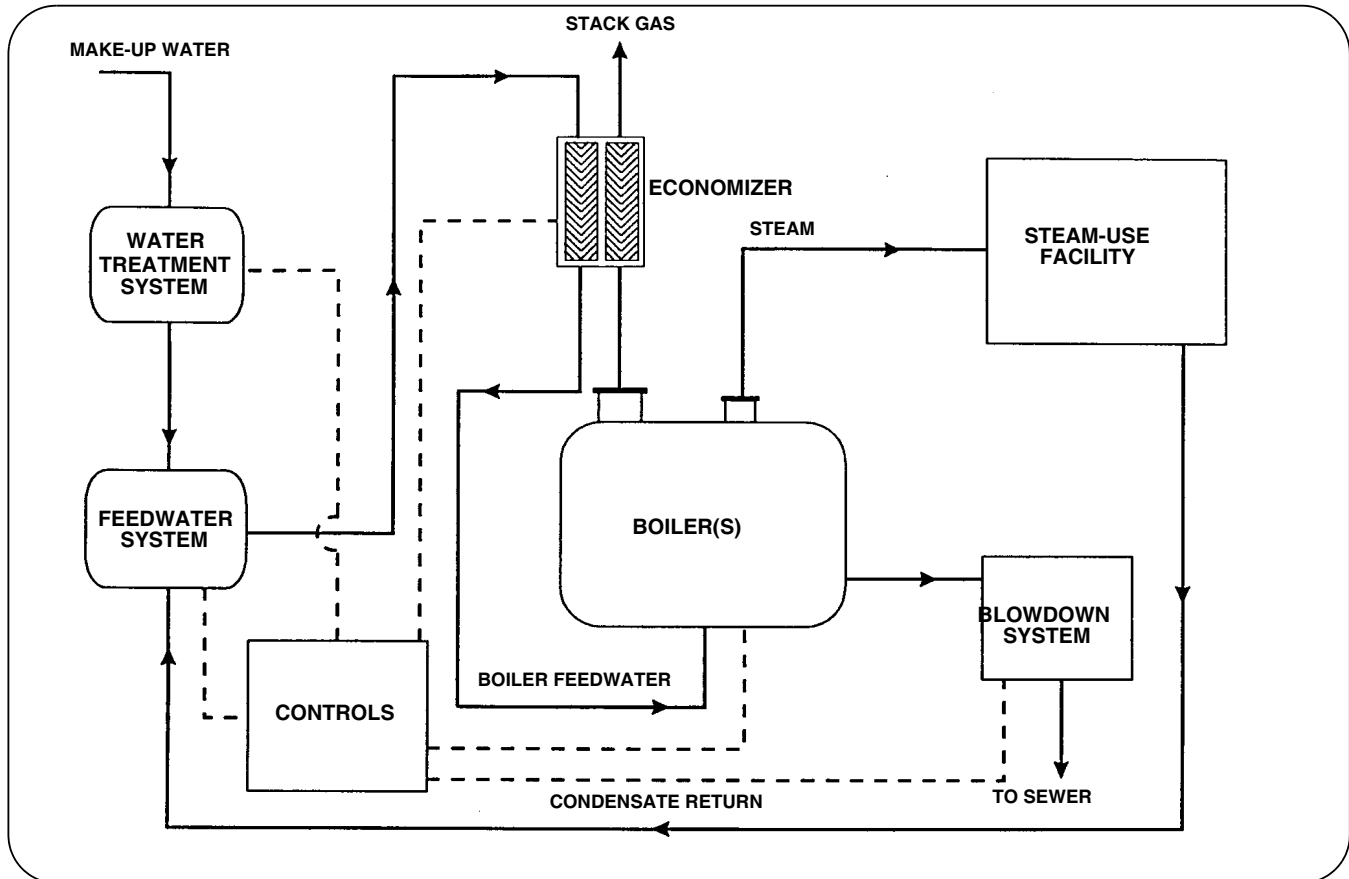 STACK GAS
MAKE-UP WATER
ECONOMIZER
WATER
TREATMENT
SYSTEM
STEAM
STEAM-USE
FACILITY
FEEDWATER
SYSTEM
BOILER(S)
BLOWDOWN
SYSTEM
BOILER FEEDWATER
CONTROLS
TO SEWER
CONDENSATE RETURN